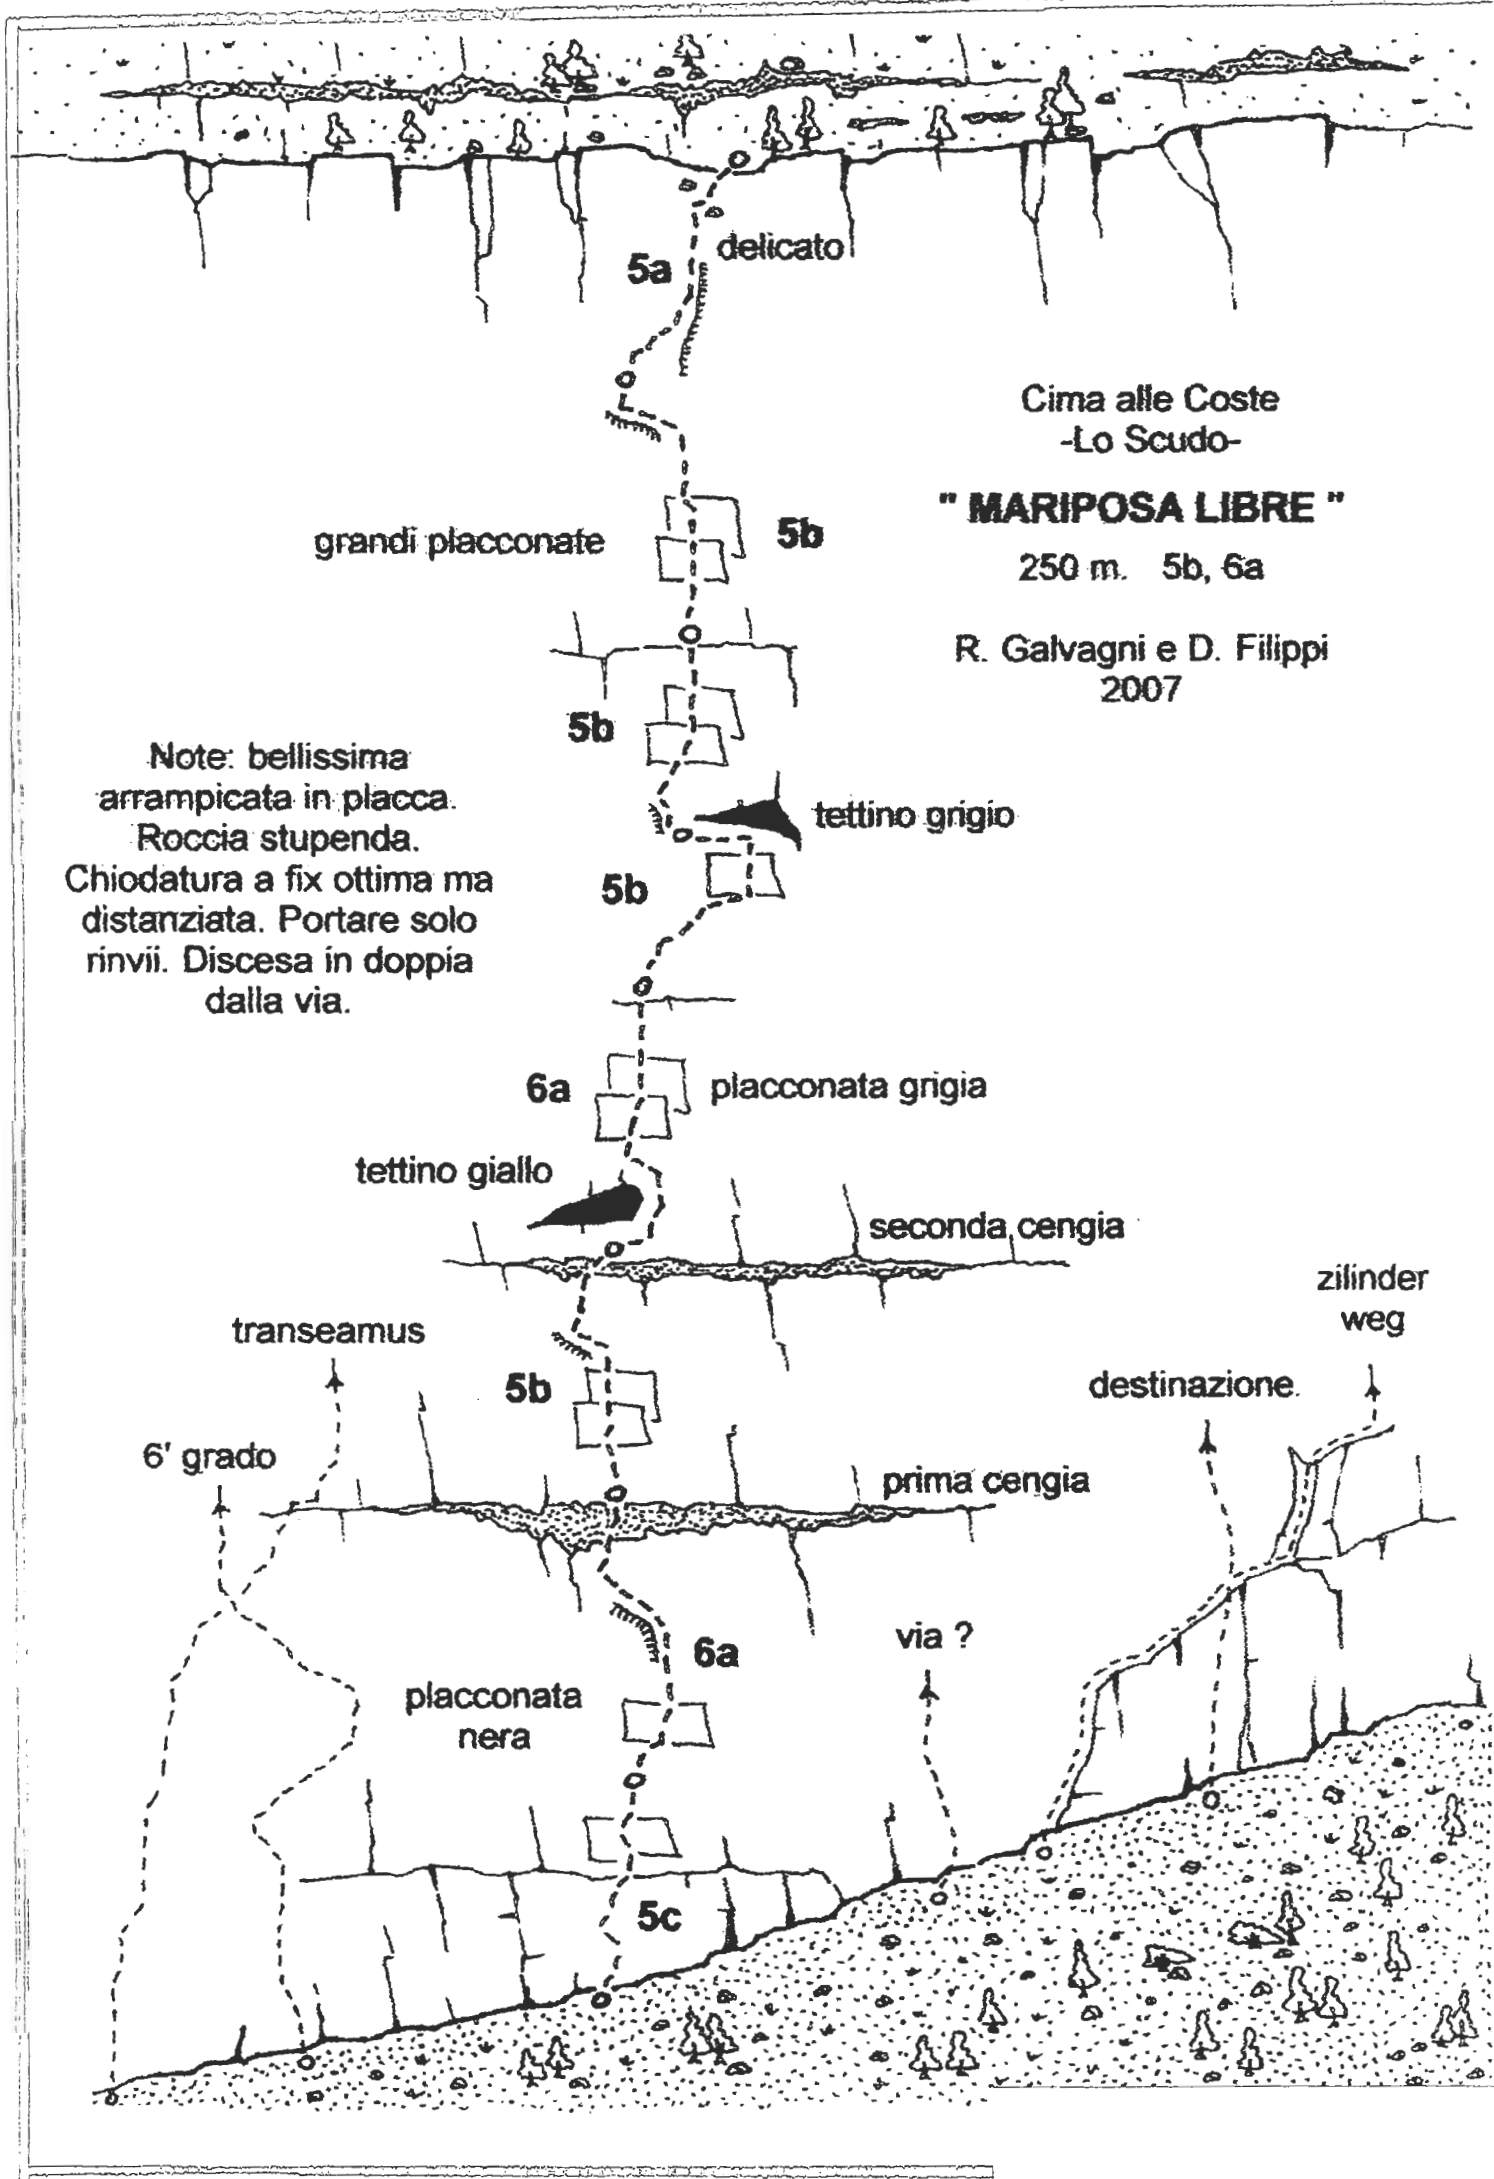 delicato
5a
Cima alle Coste
-Lo Scudo-
" MARIPOSA LIBRE "
250 m. 5b, 6a
R. Galvagni e D. Filippi
2007
grandi placconate
5b
5b
Note: bellissima
arrampicata in placca.
Roccia stupenda.
Chiodatura a fix ottima ma
distanziata. Portare solo
rinvii. Discesa in doppia
dalla via.
tettino grigio
5b
6a
placconata grigia
tettino giallo
seconda cengia
zilinder
weg
transeamus
5b
destinazione.
6' grado
prima cengia
via ?
6a
placconata
nera
5c